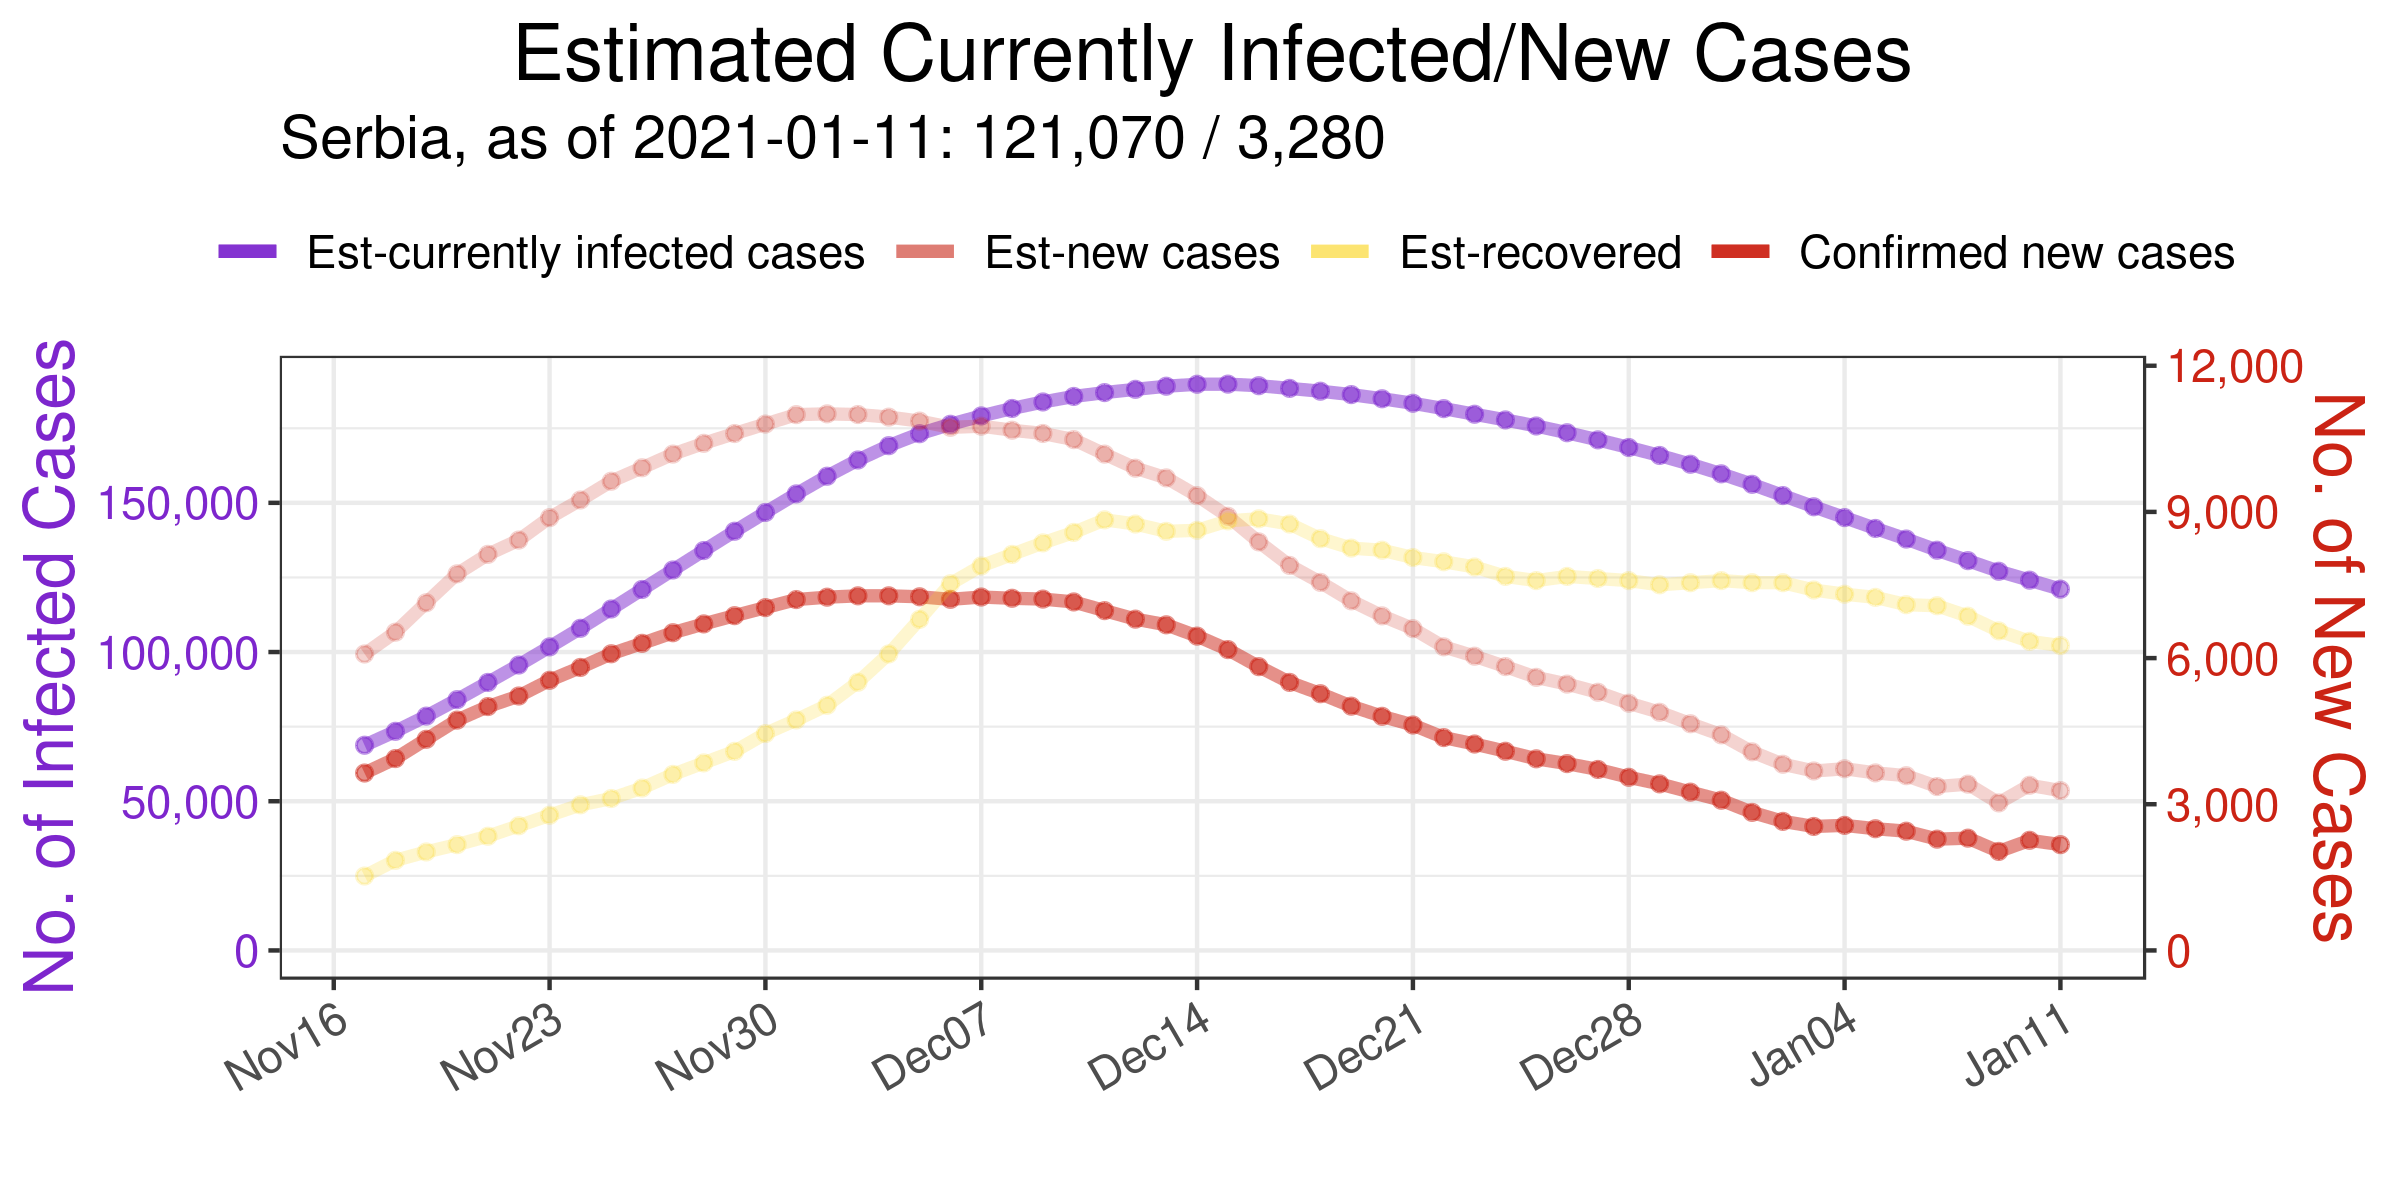 Estimated Currently Infected/New Cases
Serbia, as of 2021-01-11: 121,070 / 3,280
Est-currently infected cases Est-new cases Est-recovered Confirmed new cases
No. of Infected Cases
150,000
100,000
50,000
0
12,000
9,000
6,000
3,000
0
No. of New Cases
Nov16 Nov23 Nov30 Dec07 Dec14 Dec21 Dec28 Jan04 Jan11